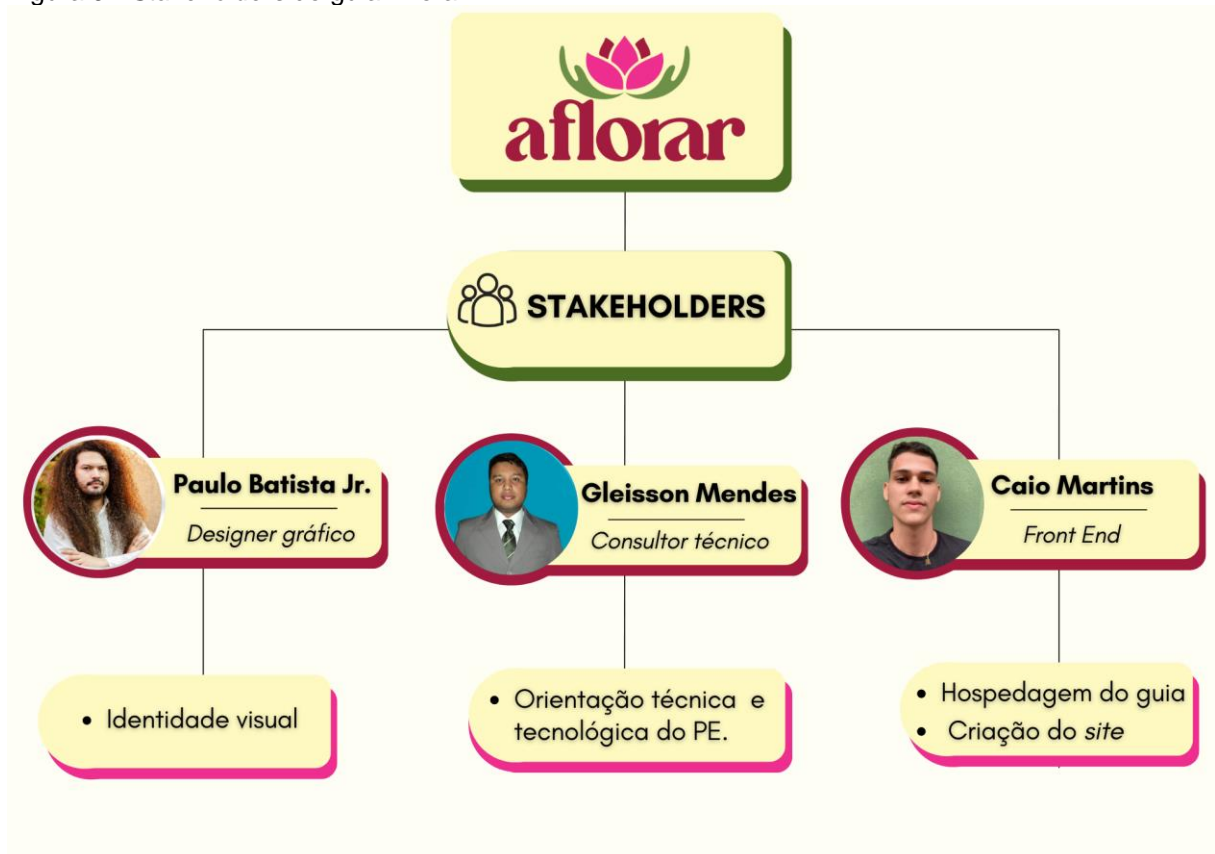 aflorar
STAKEHOLDERS
Paulo Batista Jr.
Designer gráfico
Gleisson Mendes
Consultor técnico
Caio Martins
Front End
• Identidade visual
• Orientação técnica e
tecnológica do PE.
• Hospedagem do guia
• Criação do site